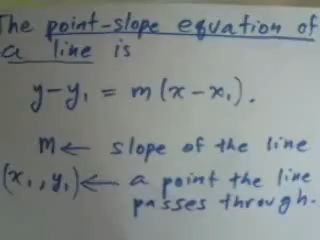 The point-slope equation of
a line is
y-y₁ = m(x-x₁).
m ← slope of the line
(x₁, y₁) ← a point the line
passes through.